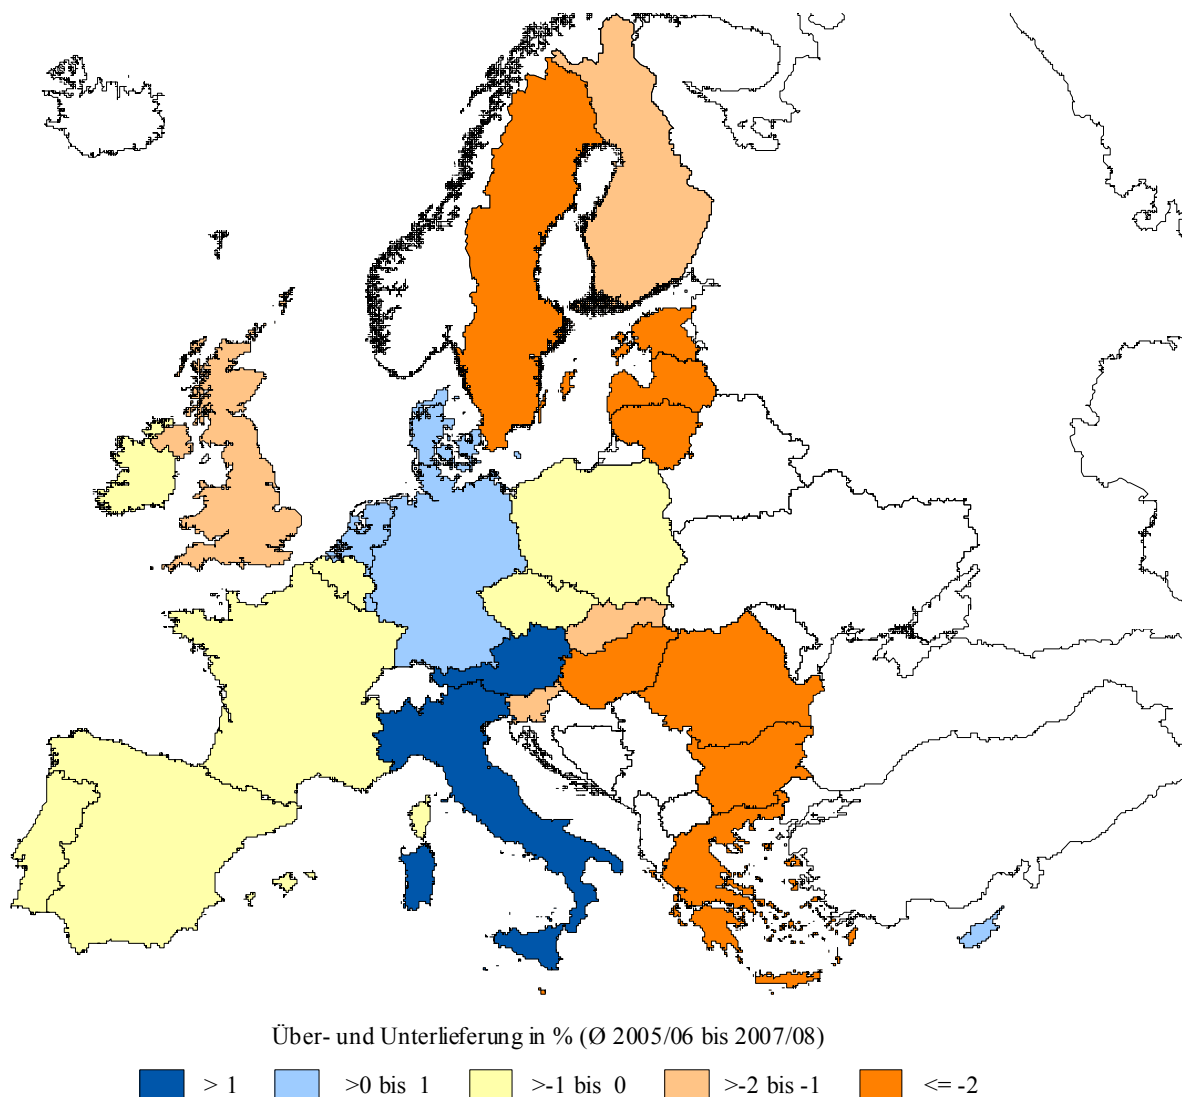 Über- und Unterlieferung in % (Ø 2005/06 bis 2007/08)
> 1 >0 bis 1 >-1 bis 0 >-2 bis -1 <= -2